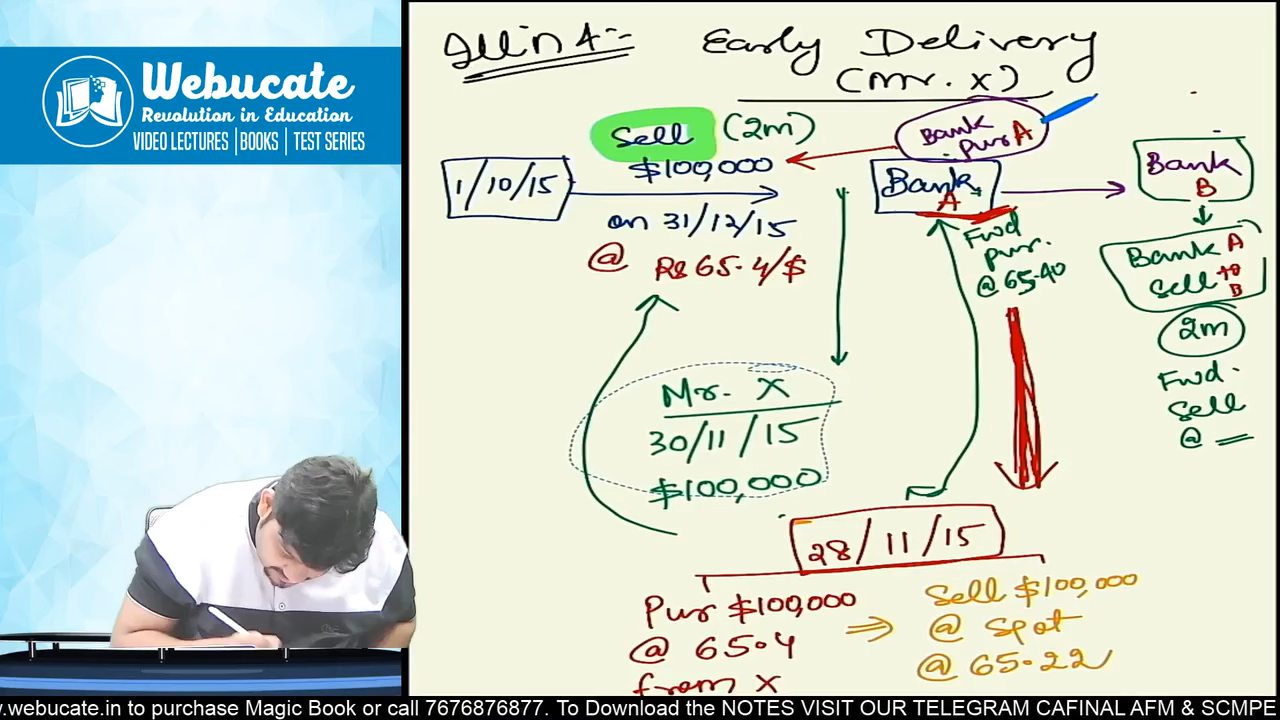 Webucate
Revolution in Education
VIDEO LECTURES | BOOKS | TEST SERIES
Illⁿ 4:-
Early Delivery
(Mr. X)
Sell (2m)
$100,000
1/10/15
on 31/12/15
@ Rs 65.4/$
Bank
pur A
Bank
A
Fwd
pur.
@ 65.40
Bank
B
Bank A
Sell to
B
2m
Fwd.
Sell
@
Mr. X
30/11/15
$100,000
28/11/15
Pur $100,000
@ 65.4
from X
⇒
Sell $100,000
@ Spot
@ 65.22
.webucate.in to purchase Magic Book or call 7676876877. To Download the NOTES VISIT OUR TELEGRAM CAFINAL AFM & SCMPE